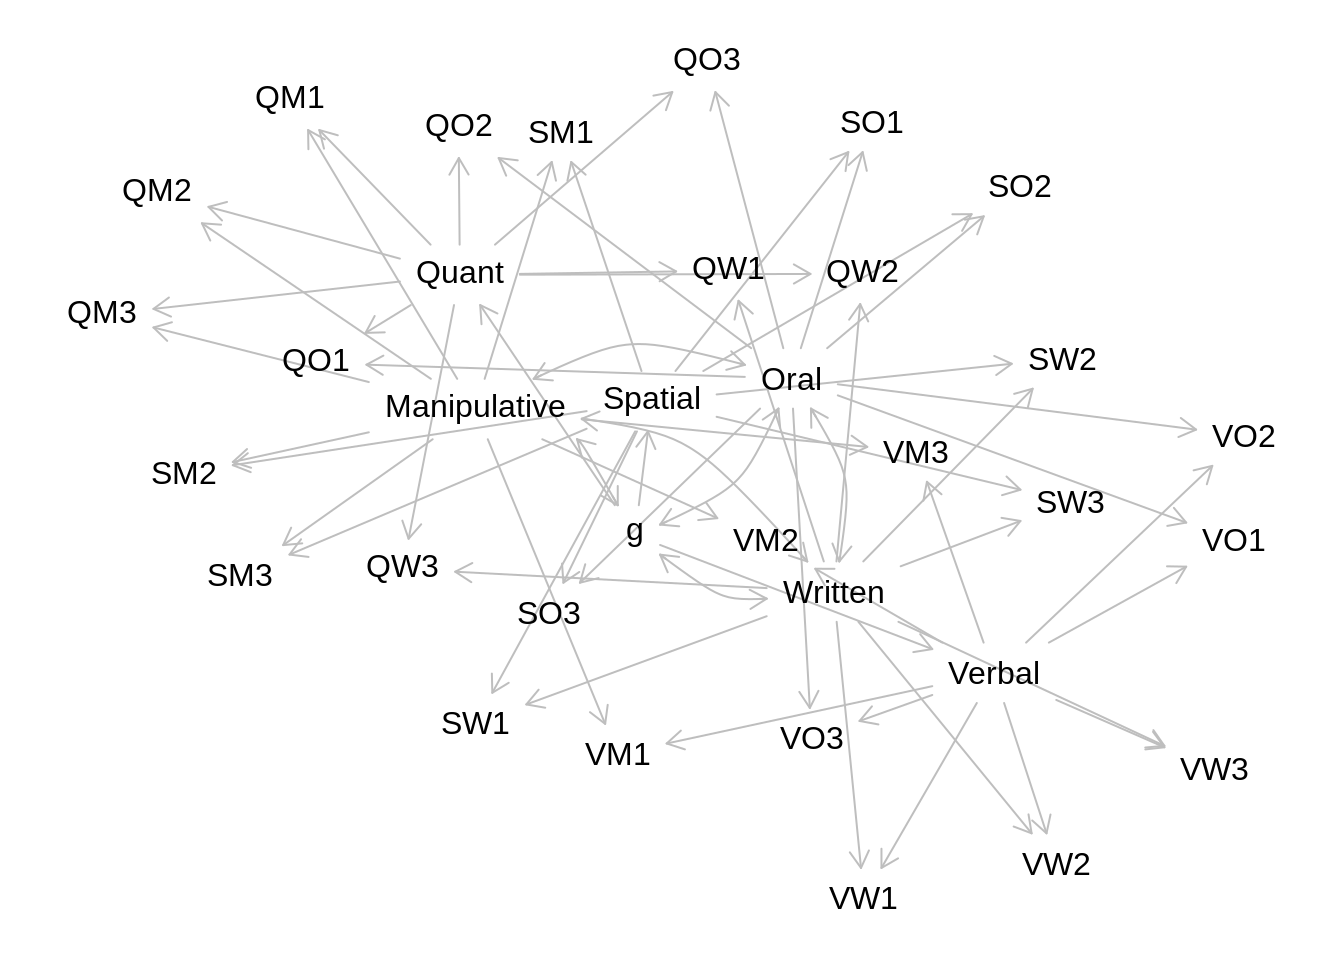 QO3
QM1
QO2
SM1
SO1
QM2
SO2
Quant
QW1
QW2
QM3
QO1
SW2
Oral
Manipulative
Spatial
VO2
SM2
VM3
SW3
g
VM2
VO1
SM3
QW3
Written
SO3
Verbal
SW1
VM1
VO3
VW3
VW2
VW1